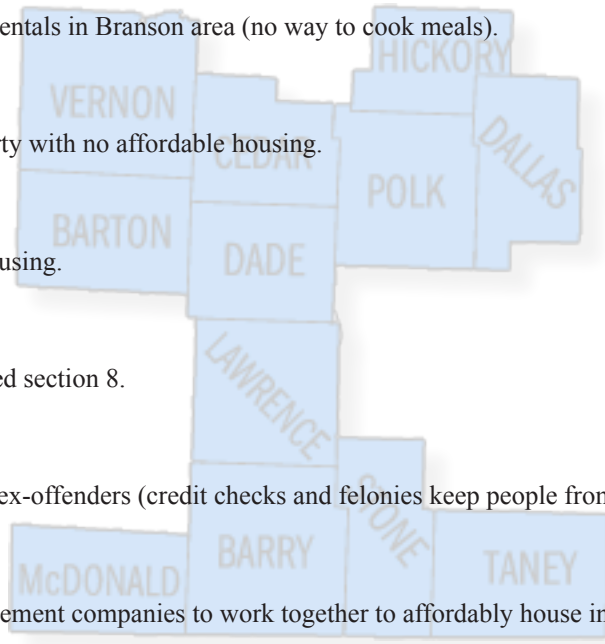 entals in Branson area (no way to cook meals).
HICKORY
VERNON
rty with no affordable housing.
CEDAR
DALLAS
POLK
BARTON
using.
DADE
ed section 8.
LAWRENCE
ex-offenders (credit checks and felonies keep people from
STONE
BARRY
TANEY
McDONALD
ement companies to work together to affordably house in